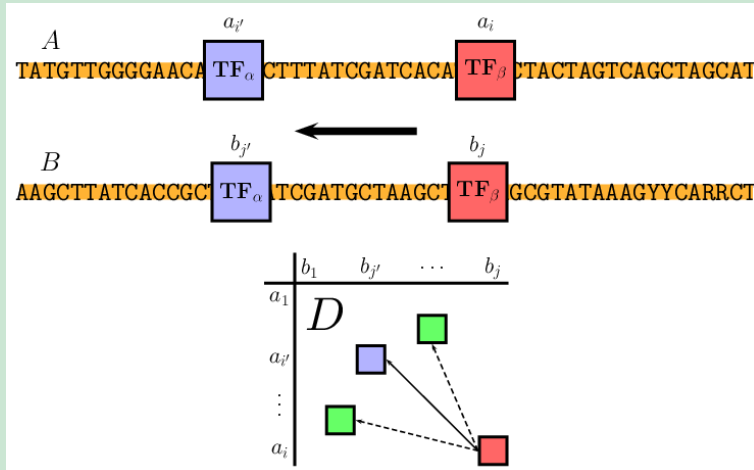 a_{i'} a_i
A
TATGTTGGGGAACA TF_α CTTTATCGATCACA TF_β CTACTAGTCAGCTAGCAT
b_{j'} b_j
B
AAGCTTATCACCGCT TF_α ATCGATGCTAAGCT TF_β GCGTATAAAGYYCARRCT
b_1 b_{j'} ⋯ b_j
a_1
D
a_{i'}
⋮
a_i